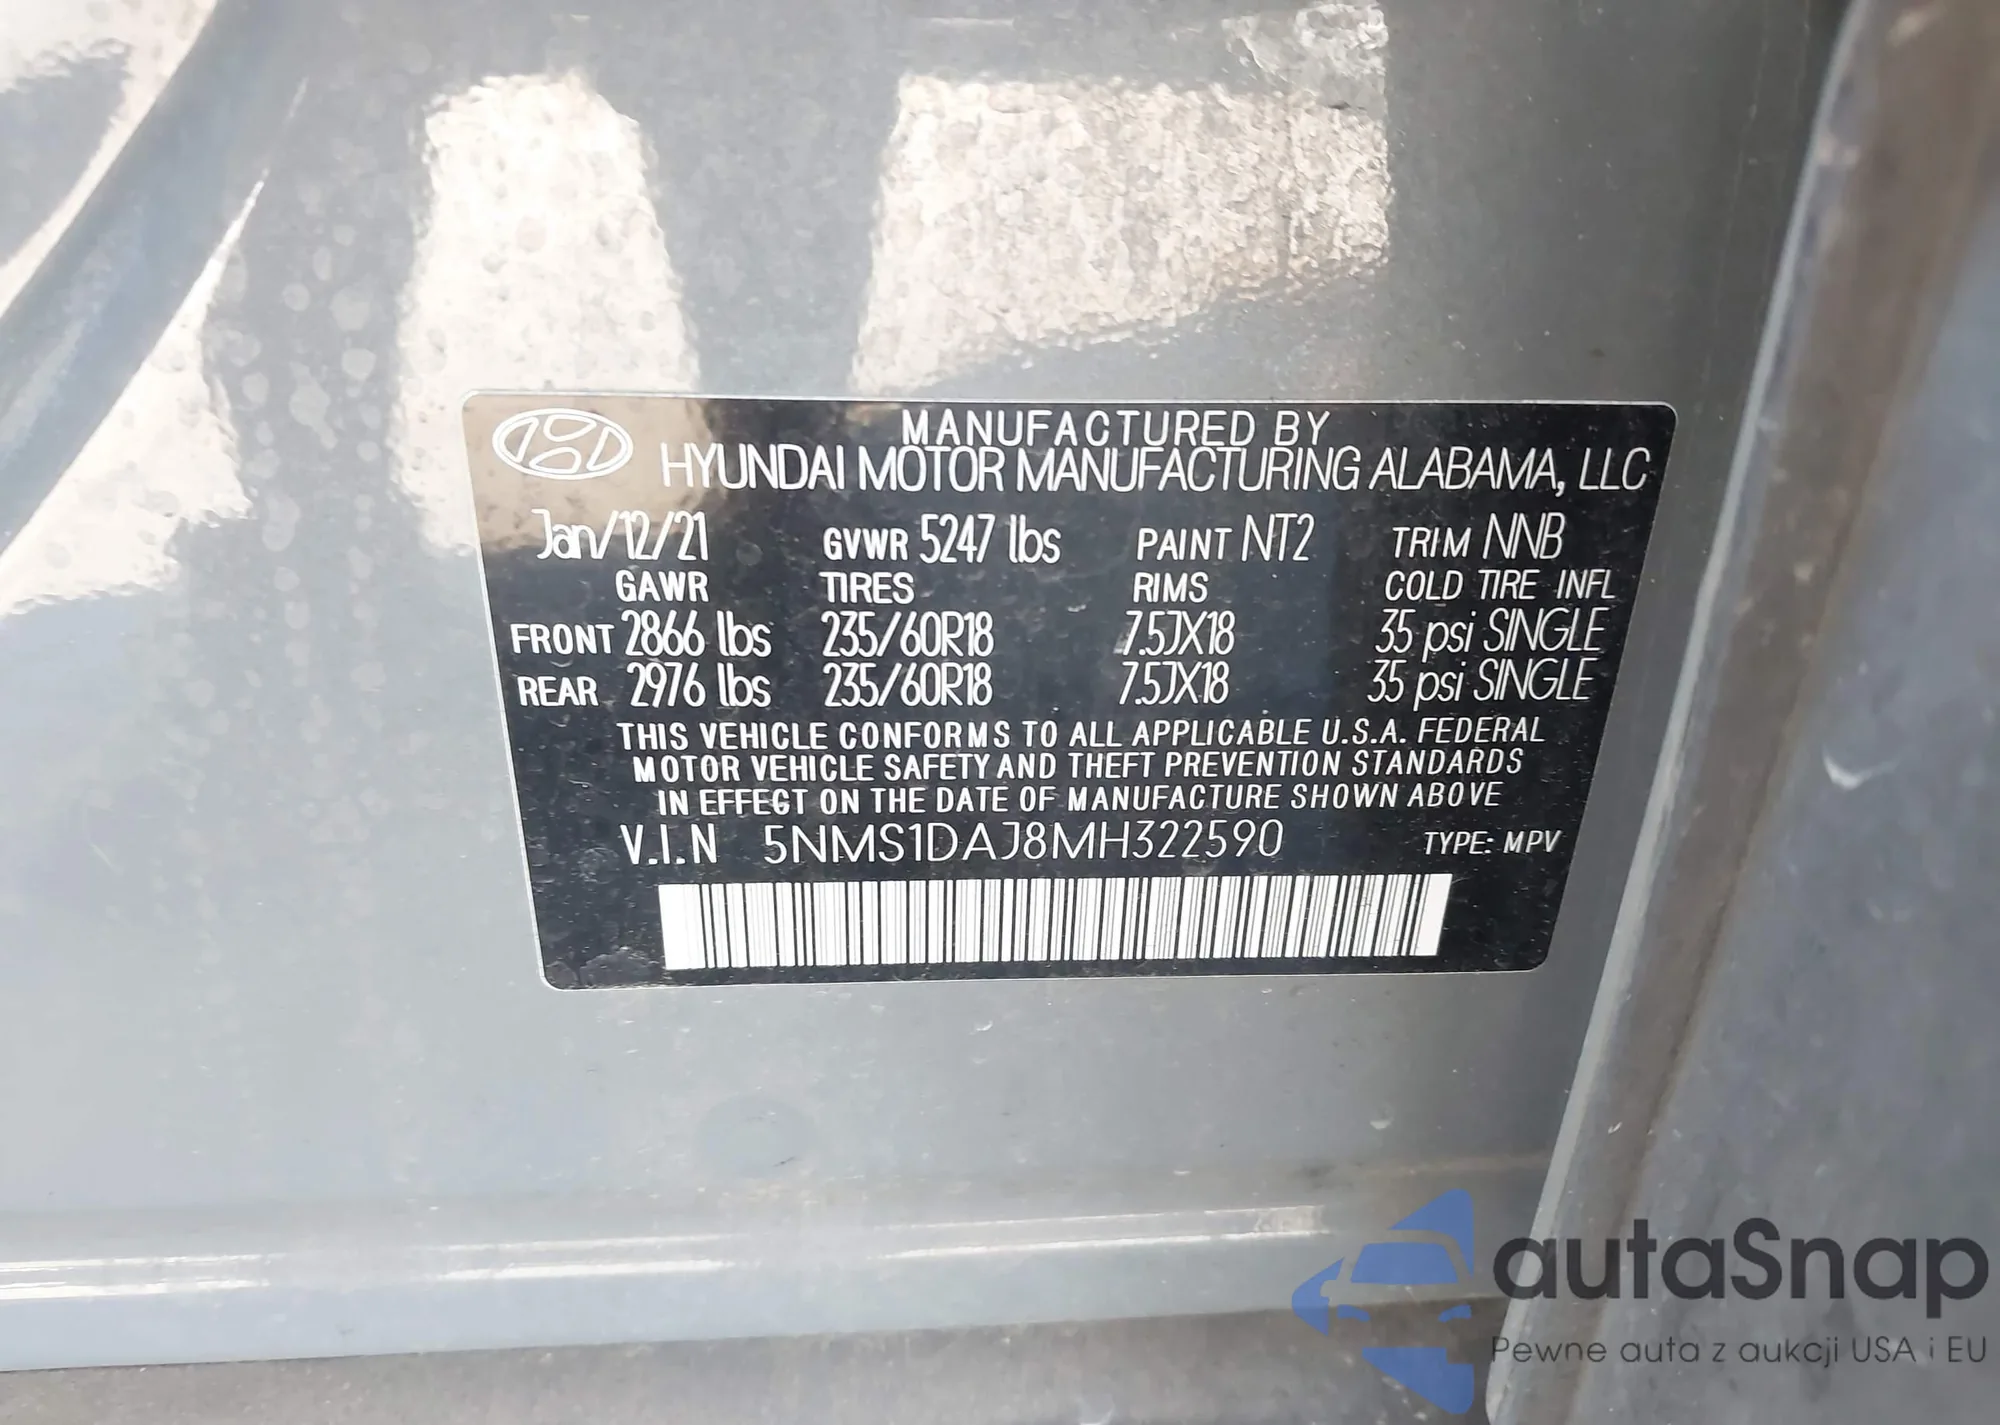 MANUFACTURED BY
HYUNDAI MOTOR MANUFACTURING ALABAMA, LLC
Jan/12/21 GVWR 5247 lbs PAINT NT2 TRIM NNB
GAWR TIRES RIMS COLD TIRE INFL
FRONT 2866 lbs 235/60R18 7.5JX18 35 psi SINGLE
REAR 2976 lbs 235/60R18 7.5JX18 35 psi SINGLE
THIS VEHICLE CONFORMS TO ALL APPLICABLE U.S.A. FEDERAL
MOTOR VEHICLE SAFETY AND THEFT PREVENTION STANDARDS
IN EFFECT ON THE DATE OF MANUFACTURE SHOWN ABOVE
V.I.N 5NMS1DAJ8MH322590 TYPE: MPV
autaSnap
Pewne auta z aukcji USA i EU